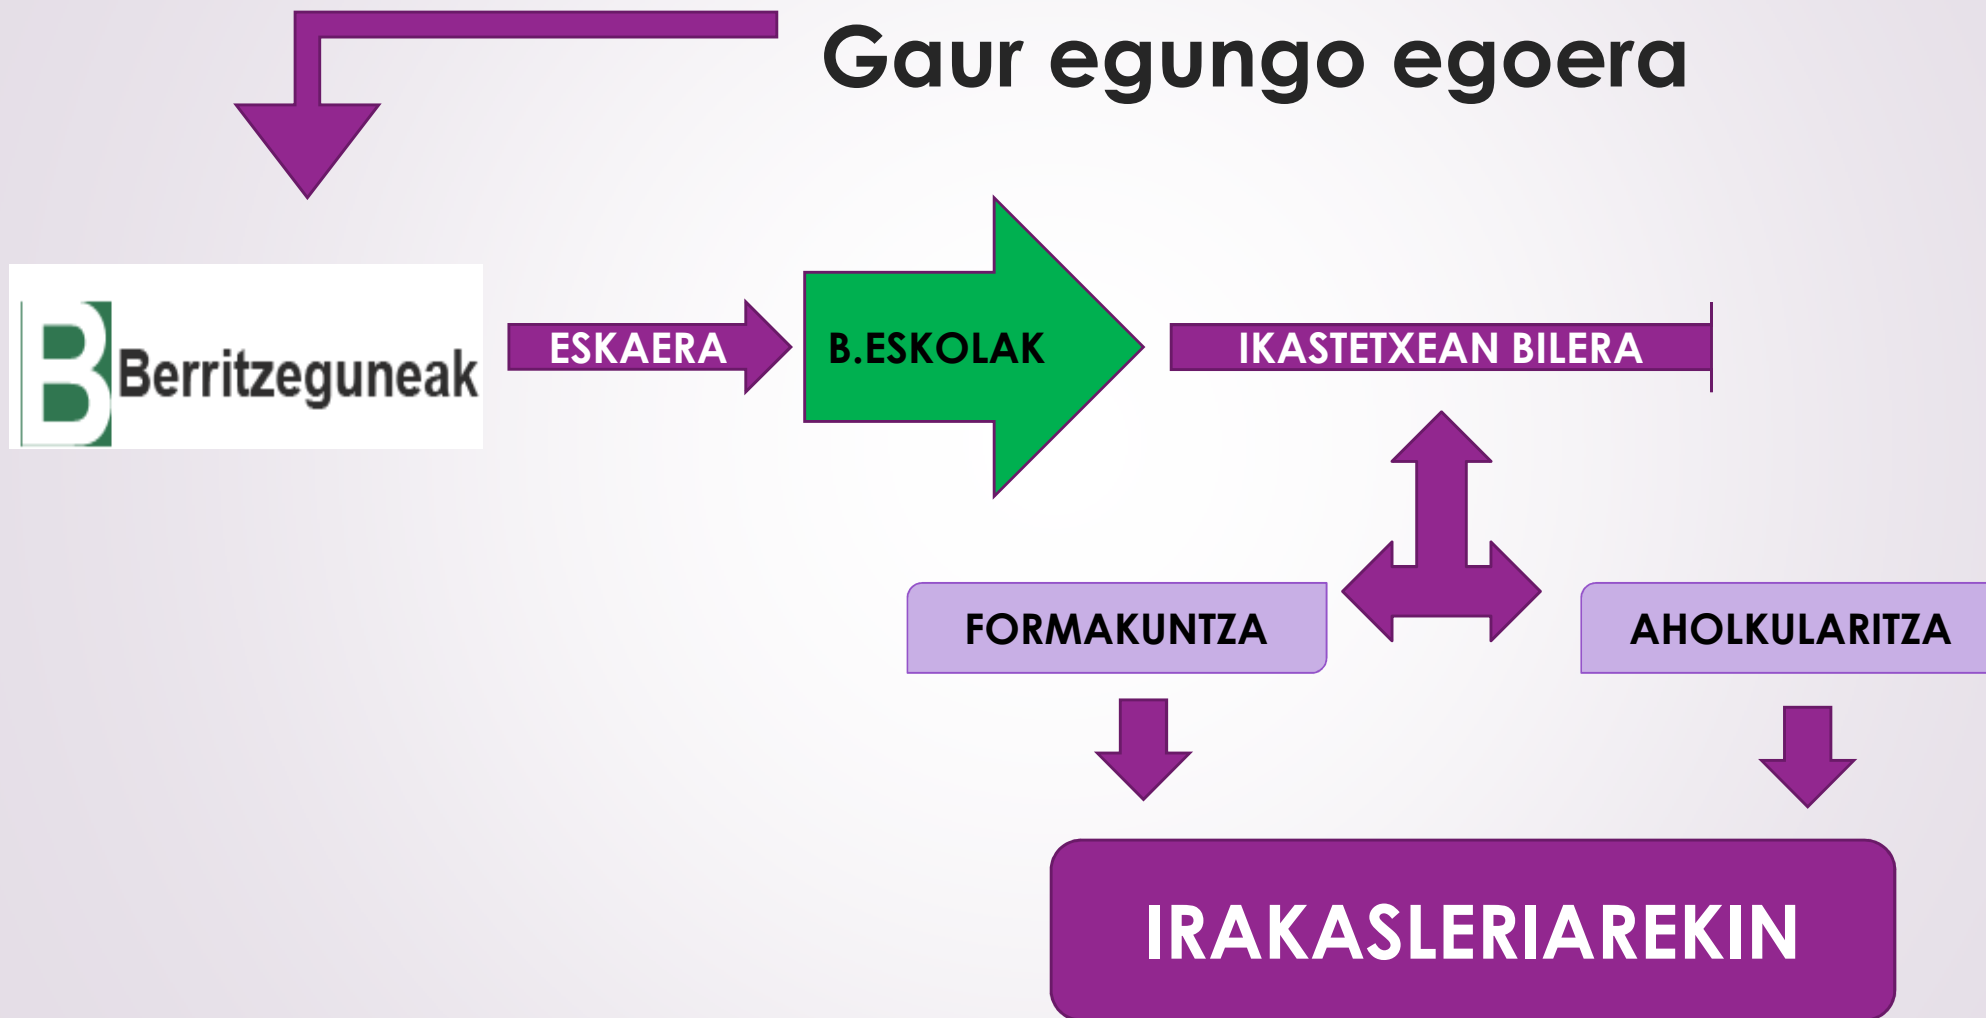 Gaur egungo egoera
Berritzeguneak
ESKAERA
B.ESKOLAK
IKASTETXEAN BILERA
FORMAKUNTZA
AHOLKULARITZA
IRAKASLERIAREKIN